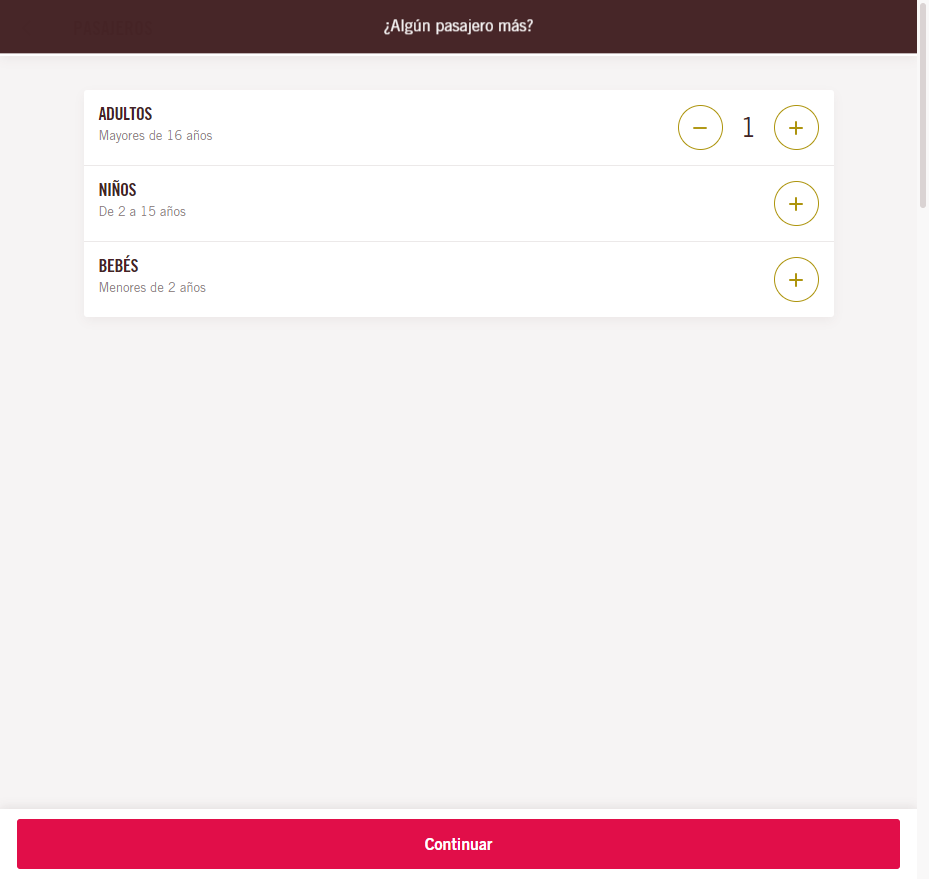 PASAJEROS
¿Algún pasajero más?
ADULTOS
Mayores de 16 años
1
NIÑOS
De 2 a 15 años
BEBÉS
Menores de 2 años
Continuar